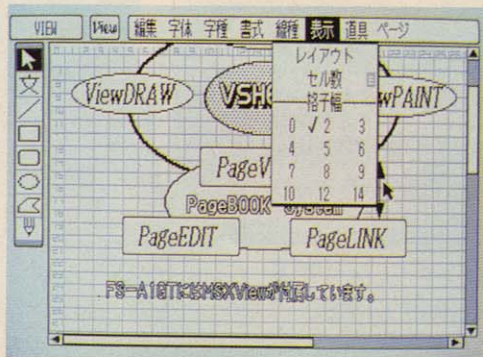 VIEW View 編集 字体 字種 書式 線種 表示 道具 ページ
レイアウト
セル数
格子幅
0 √2 3
4 5 6
7 8 9
10 12 14
ViewDRAW VSH wPAINT
PageV
PageBOOK System
PageEDIT PageLINK
FS-A1GTにはMSXViewが付属しています。